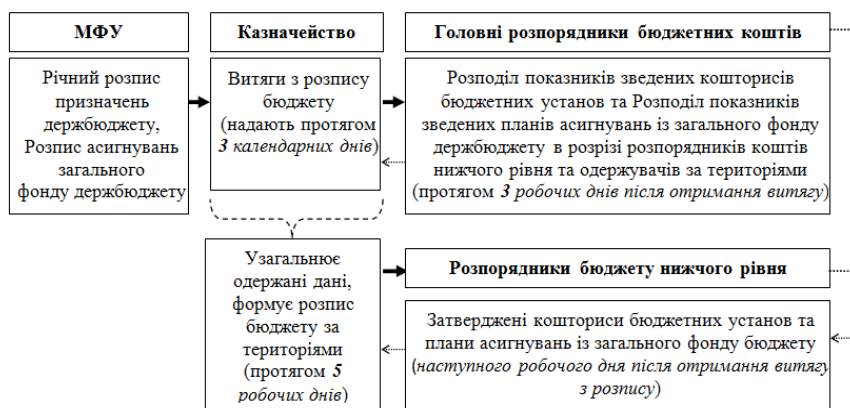 МФУ
Казначейство
Головні розпорядники бюджетних коштів
Річний розпис
призначень
держбюджету,
Розпис асигнувань
загального
фонду держбюджету
Витяги з розпису
бюджету
(надають протягом
3 календарних днів)
Розподіл показників зведених кошторисів
бюджетних установ та Розподіл показників
зведених планів асигнувань із загального фонду
держбюджету в розрізі розпорядників коштів
нижчого рівня та одержувачів за територіями
(протягом 3 робочих днів після отримання витягу)
Узагальнює
одержані дані,
формує розпис
бюджету за
територіями
(протягом 5
робочих днів)
Розпорядники бюджету нижчого рівня
Затверджені кошториси бюджетних установ та
плани асигнувань із загального фонду бюджету
(наступного робочого дня після отримання витягу
з розпису)